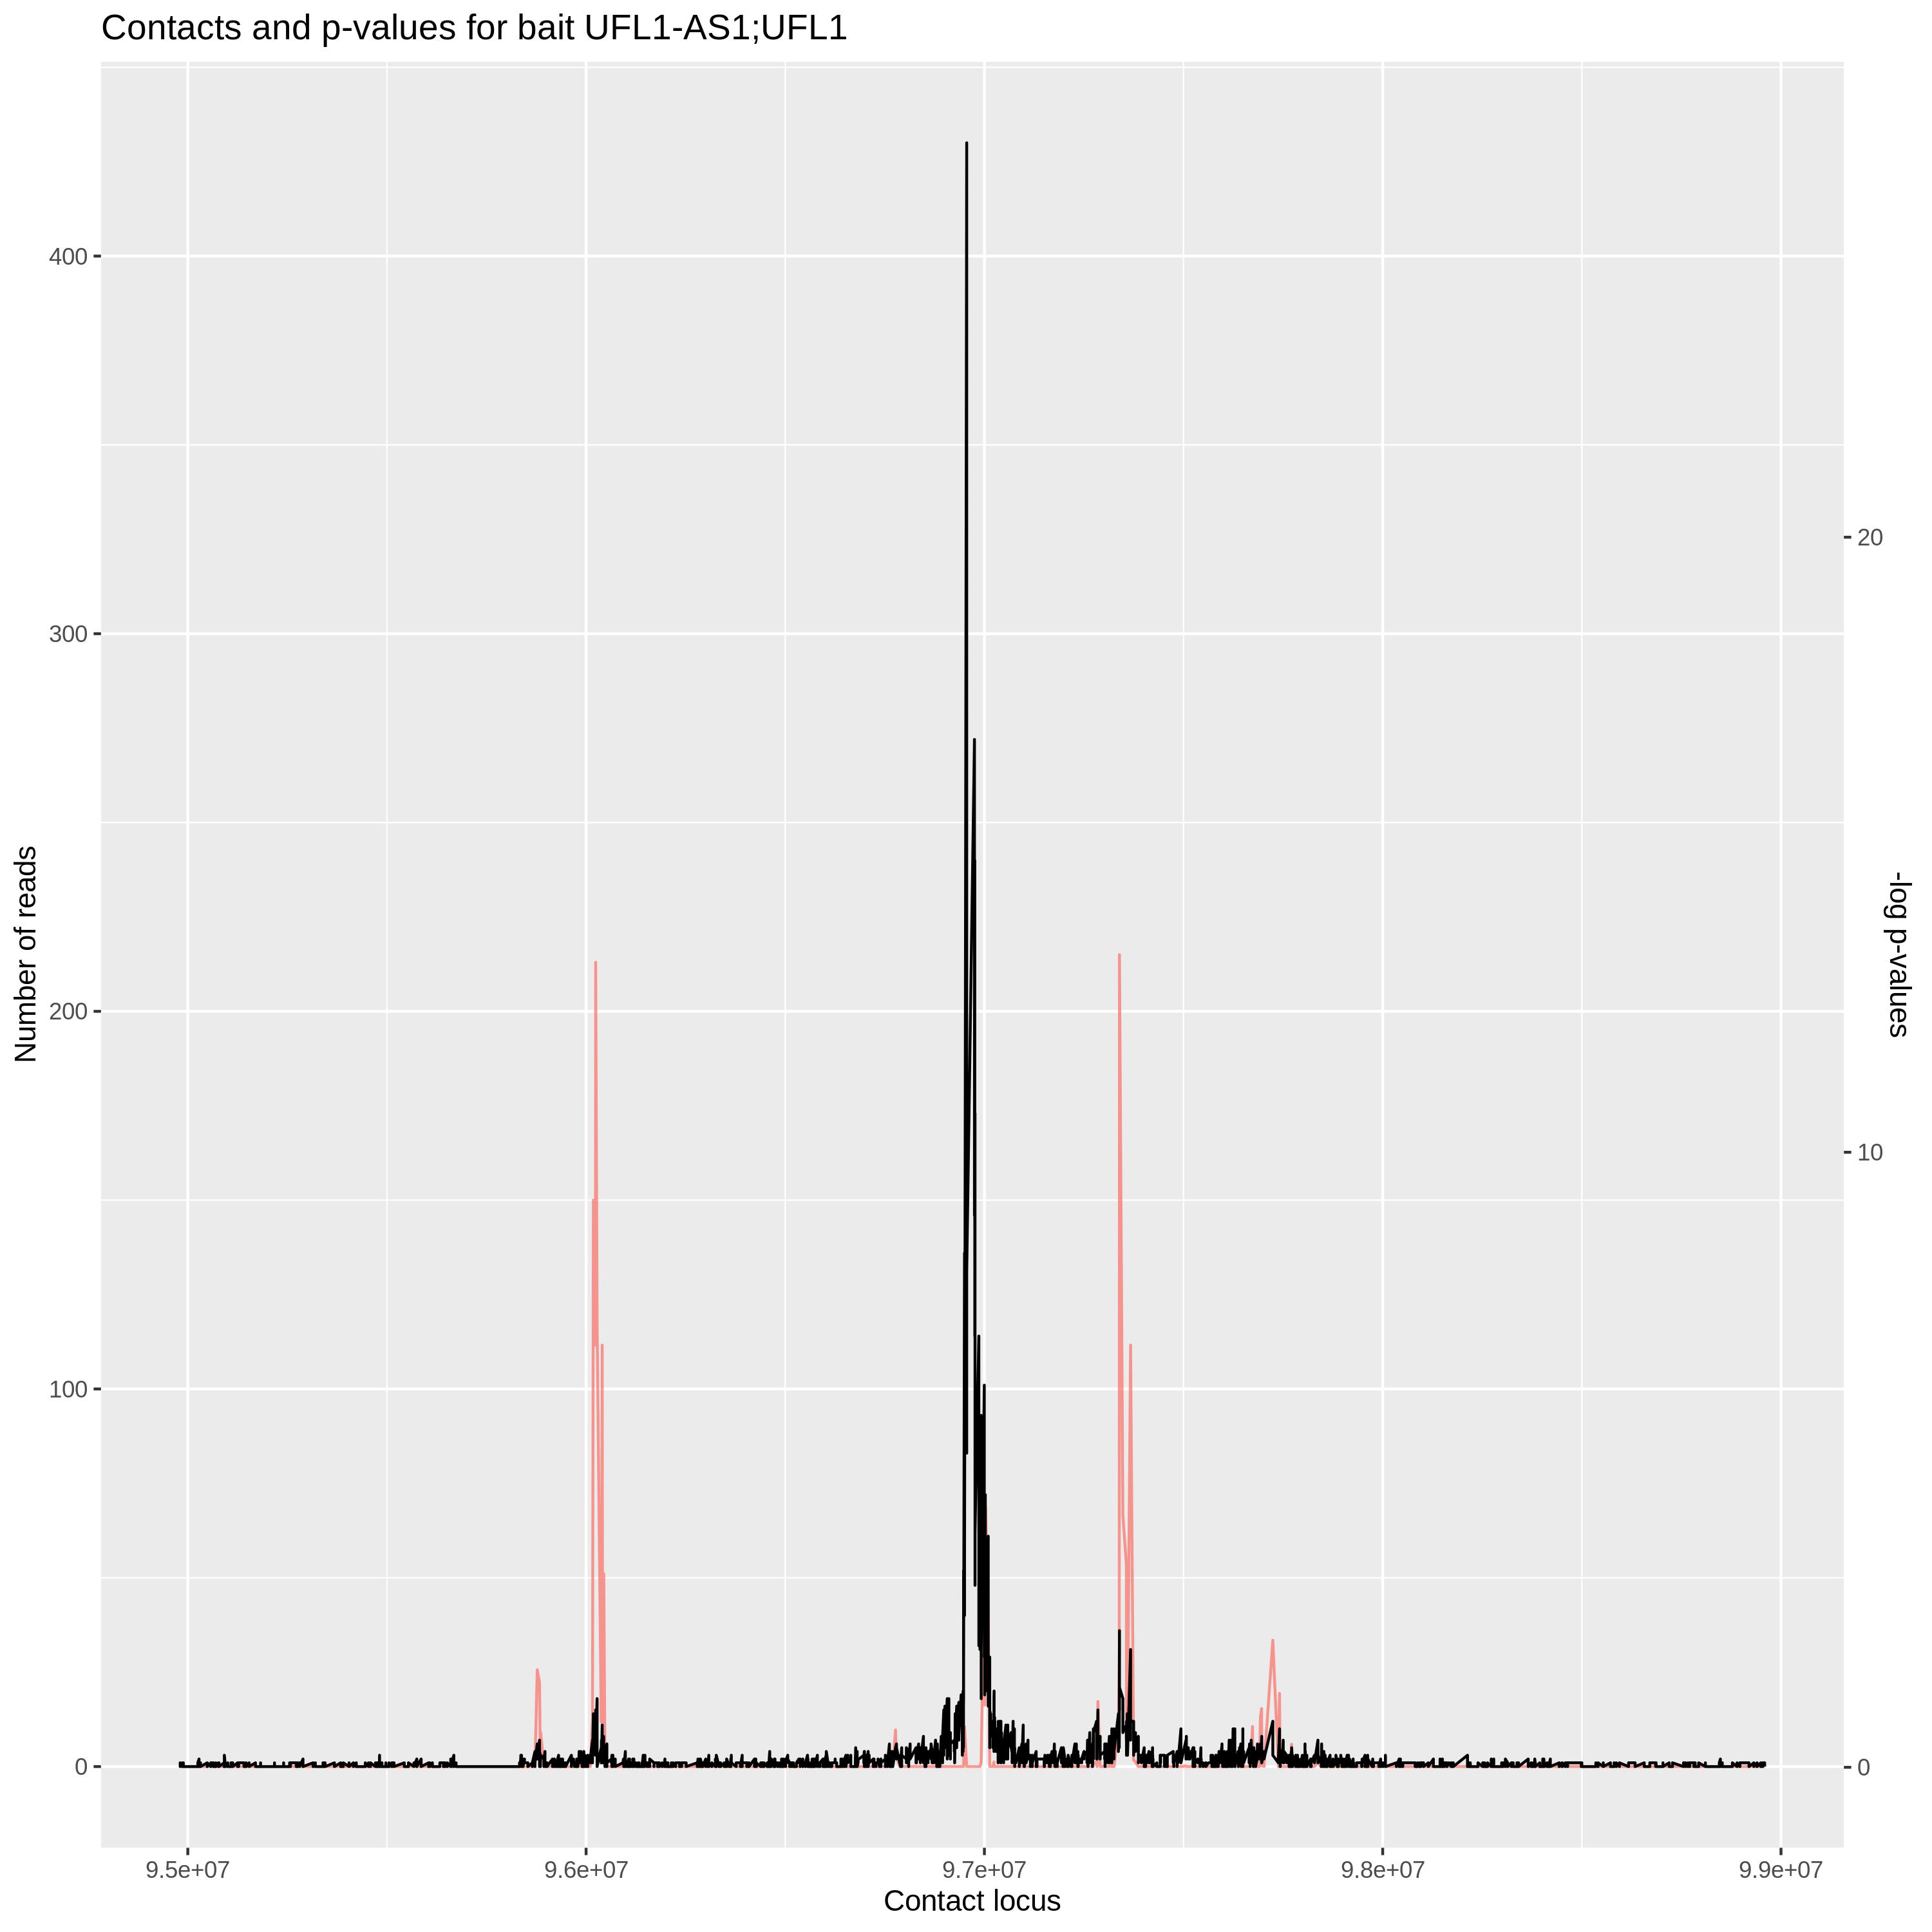 Contacts and p-values for bait UFL1-AS1;UFL1
400
300
200
100
0
20
10
0
Number of reads
-log p-values
9.5e+07
9.6e+07
9.7e+07
9.8e+07
9.9e+07
Contact locus